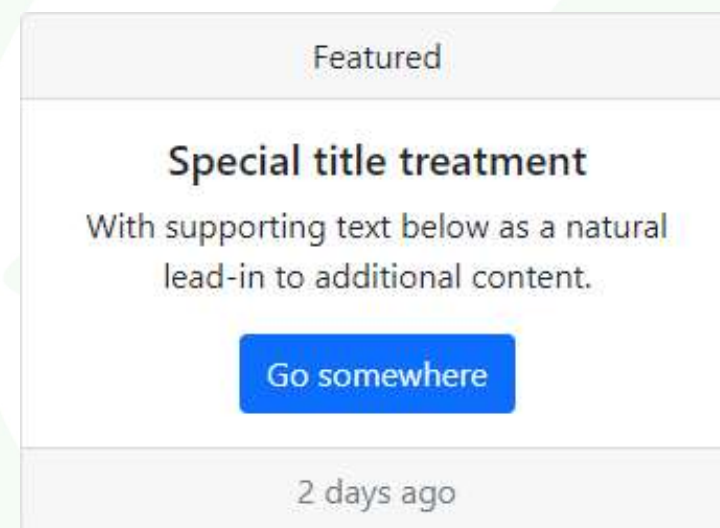 Featured
Special title treatment
With supporting text below as a natural
lead-in to additional content.
Go somewhere
2 days ago